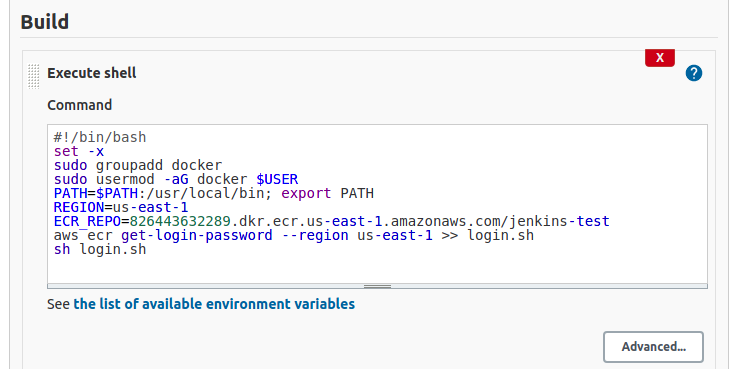 Build
X
Execute shell
?
Command
#!/bin/bash
set -x
sudo groupadd docker
sudo usermod -aG docker $USER
PATH=$PATH:/usr/local/bin; export PATH
REGION=us-east-1
ECR_REPO=826443632289.dkr.ecr.us-east-1.amazonaws.com/jenkins-test
aws ecr get-login-password --region us-east-1 >> login.sh
sh login.sh
See the list of available environment variables
Advanced...